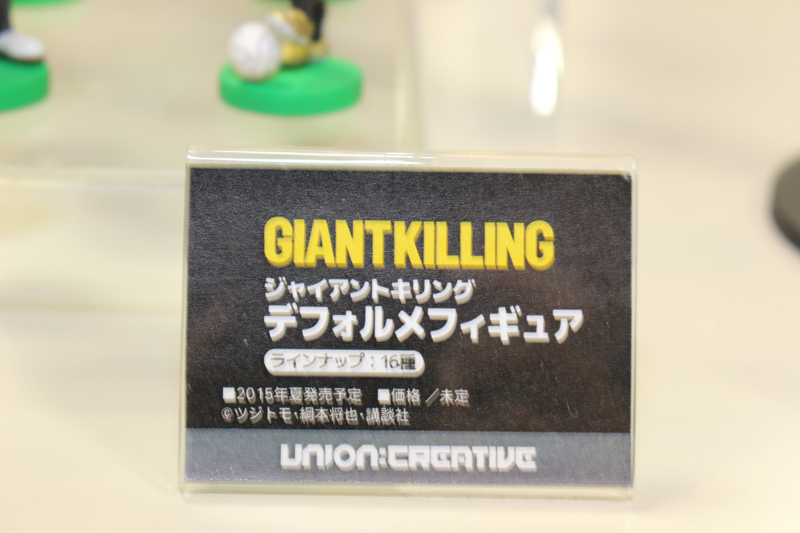 GIANT KILLING
ジャイアントキリング
デフォルメフィギュア
ラインナップ：16種
■2015年夏発売予定　■価格／未定
©ツジトモ・綱本将也・講談社
UNION:CREATIVE